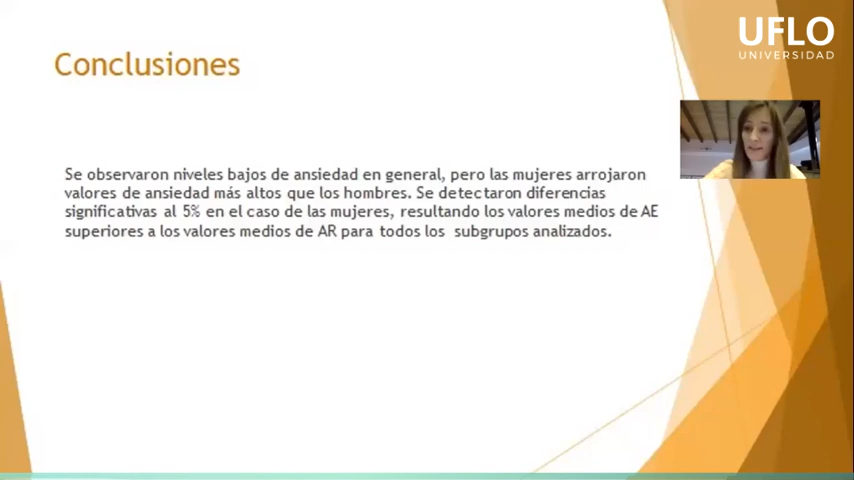 UFLO
UNIVERSIDAD
Conclusiones
Se observaron niveles bajos de ansiedad en general, pero las mujeres arrojaron
valores de ansiedad más altos que los hombres. Se detectaron diferencias
significativas al 5% en el caso de las mujeres, resultando los valores medios de AE
superiores a los valores medios de AR para todos los subgrupos analizados.